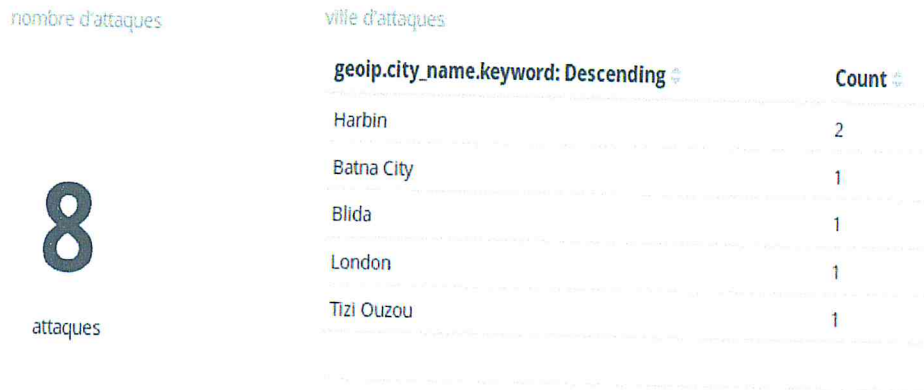 nombre d'attaques
8
attaques
ville d'attaques
geoip.city_name.keyword: Descending Count
Harbin 2
Batna City 1
Blida 1
London 1
Tizi Ouzou 1